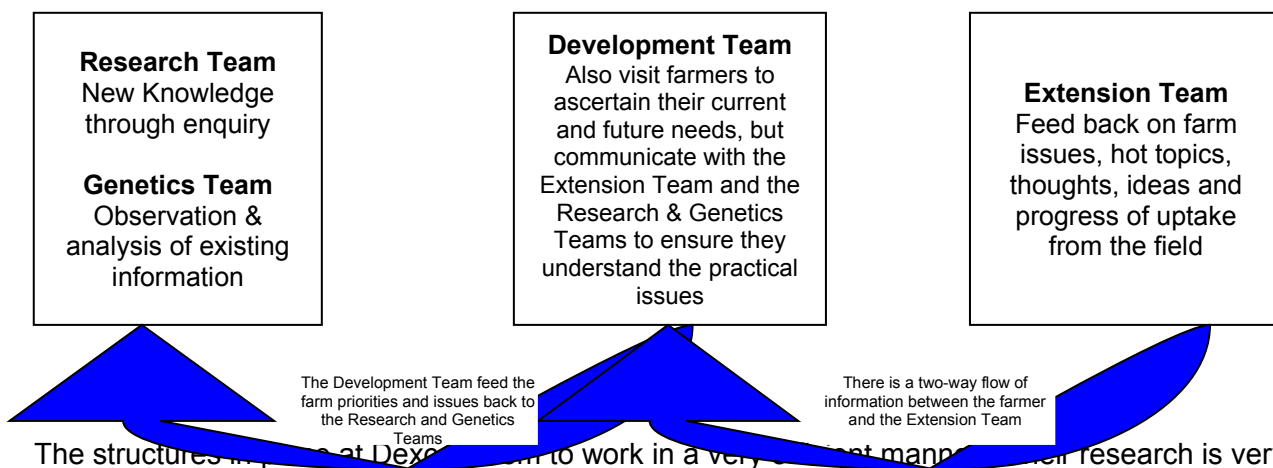 Research Team
New Knowledge
through enquiry
Genetics Team
Observation &
analysis of existing
information
Development Team
Also visit farmers to
ascertain their current
and future needs, but
communicate with the
Extension Team and the
Research & Genetics
Teams to ensure they
understand the practical
issues
Extension Team
Feed back on farm
issues, hot topics,
thoughts, ideas and
progress of uptake
from the field
The Development Team feed the
farm priorities and issues back to
the Research and Genetics
Teams
There is a two-way flow of
information between the farmer
and the Extension Team
The structures in at to work in a very research is ver